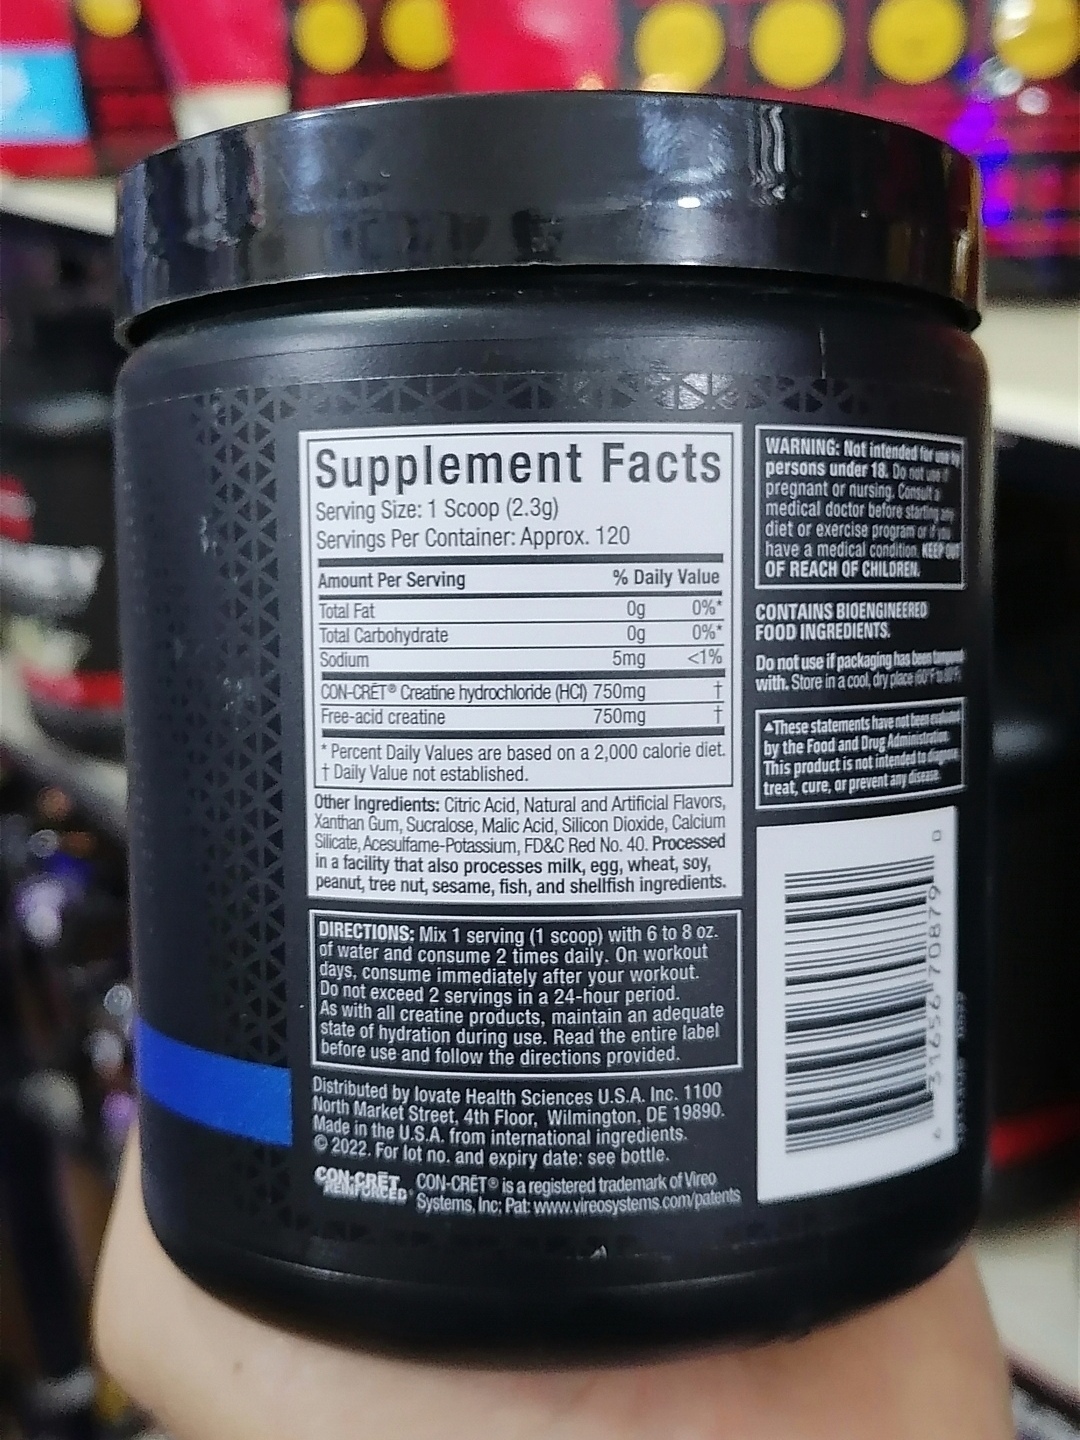 Supplement Facts
Serving Size: 1 Scoop (2.3g)
Servings Per Container: Approx. 120
Amount Per Serving % Daily Value
Total Fat 0g 0%*
Total Carbohydrate 0g 0%*
Sodium 5mg <1%
CON-CRĒT® Creatine hydrochloride (HCl) 750mg †
Free-acid creatine 750mg †
* Percent Daily Values are based on a 2,000 calorie diet.
† Daily Value not established.
Other Ingredients: Citric Acid, Natural and Artificial Flavors,
Xanthan Gum, Sucralose, Malic Acid, Silicon Dioxide, Calcium
Silicate, Acesulfame-Potassium, FD&C Red No. 40. Processed
in a facility that also processes milk, egg, wheat, soy,
peanut, tree nut, sesame, fish, and shellfish ingredients.
DIRECTIONS: Mix 1 serving (1 scoop) with 6 to 8 oz.
of water and consume 2 times daily. On workout
days, consume immediately after your workout.
Do not exceed 2 servings in a 24-hour period.
As with all creatine products, maintain an adequate
state of hydration during use. Read the entire label
before use and follow the directions provided.
Distributed by Iovate Health Sciences U.S.A. Inc. 1100
North Market Street, 4th Floor, Wilmington, DE 19890.
Made in the U.S.A. from international ingredients.
© 2022. For lot no. and expiry date: see bottle.
CON-CRĒT
REINFORCED
CON-CRĒT® is a registered trademark of Vireo
Systems, Inc; Pat: www.vireosystems.com/patents
WARNING: Not intended for use by
persons under 18. Do not use if
pregnant or nursing. Consult a
medical doctor before starting any
diet or exercise program or if you
have a medical condition. KEEP OUT
OF REACH OF CHILDREN.
CONTAINS BIOENGINEERED
FOOD INGREDIENTS.
Do not use if packaging has been tampered
with. Store in a cool, dry place
▲These statements have not been evaluated
by the Food and Drug Administration.
This product is not intended to diagnose,
treat, cure, or prevent any disease.
6 31656 70879 0